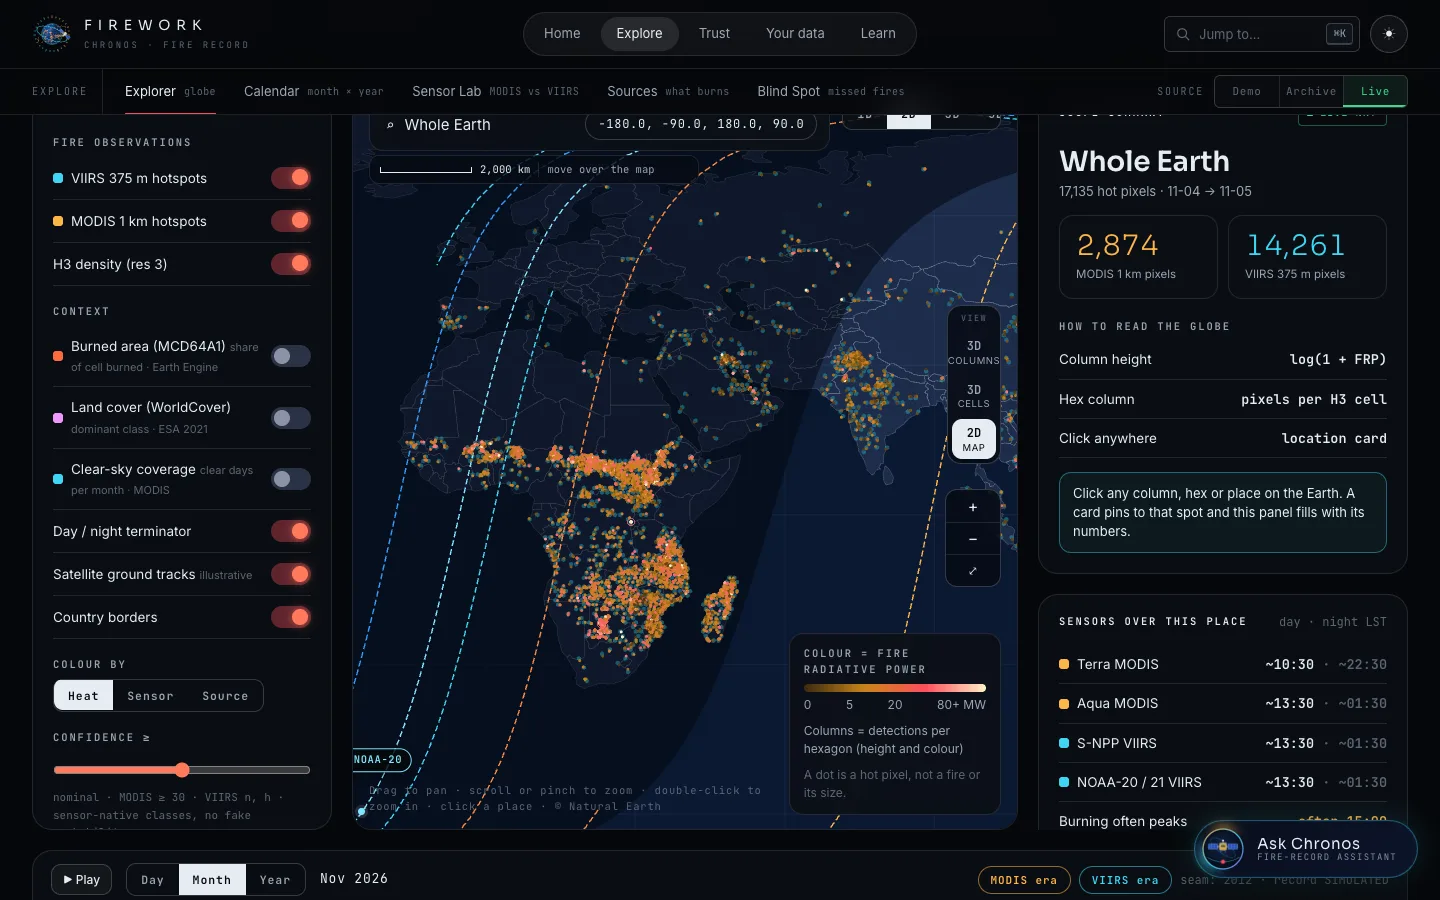 FIREWORK
CHRONOS · FIRE RECORD
Home
Explore
Trust
Your data
Learn
Jump to...
⌘K
EXPLORE
Explorer globe
Calendar month × year
Sensor Lab MODIS vs VIIRS
Sources what burns
Blind Spot missed fires
SOURCE
Demo
Archive
Live
FIRE OBSERVATIONS
VIIRS 375 m hotspots
MODIS 1 km hotspots
H3 density (res 3)
CONTEXT
Burned area (MCD64A1) share
of cell burned · Earth Engine
Land cover (WorldCover)
dominant class · ESA 2021
Clear-sky coverage clear days
per month · MODIS
Day / night terminator
Satellite ground tracks illustrative
Country borders
COLOUR BY
Heat
Sensor
Source
CONFIDENCE ≥
nominal · MODIS ≥ 30 · VIIRS n, h ·
sensor-native classes, no fake
Whole Earth
-180.0, -90.0, 180.0, 90.0
2,000 km
move over the map
VIEW
3D
COLUMNS
3D
CELLS
2D
MAP
+
−
NOAA-20
Drag to pan · scroll or pinch to zoom · double-click to
zoom in · click a place · © Natural Earth
COLOUR = FIRE
RADIATIVE POWER
0 5 20 80+ MW
Columns = detections per
hexagon (height and colour)
A dot is a hot pixel, not a fire or
its size.
Whole Earth
17,135 hot pixels · 11-04 → 11-05
2,874
MODIS 1 km pixels
14,261
VIIRS 375 m pixels
HOW TO READ THE GLOBE
Column height log(1 + FRP)
Hex column pixels per H3 cell
Click anywhere location card
Click any column, hex or place on the Earth. A
card pins to that spot and this panel fills with its
numbers.
SENSORS OVER THIS PLACE day · night LST
Terra MODIS ~10:30 · ~22:30
Aqua MODIS ~13:30 · ~01:30
S-NPP VIIRS ~13:30 · ~01:30
NOAA-20 / 21 VIIRS ~13:30 · ~01:30
Burning often peaks after 15:00
Ask Chronos
FIRE-RECORD ASSISTANT
Play
Day
Month
Year
Nov 2026
MODIS era
VIIRS era
seam: 2012 · record SIMULATED